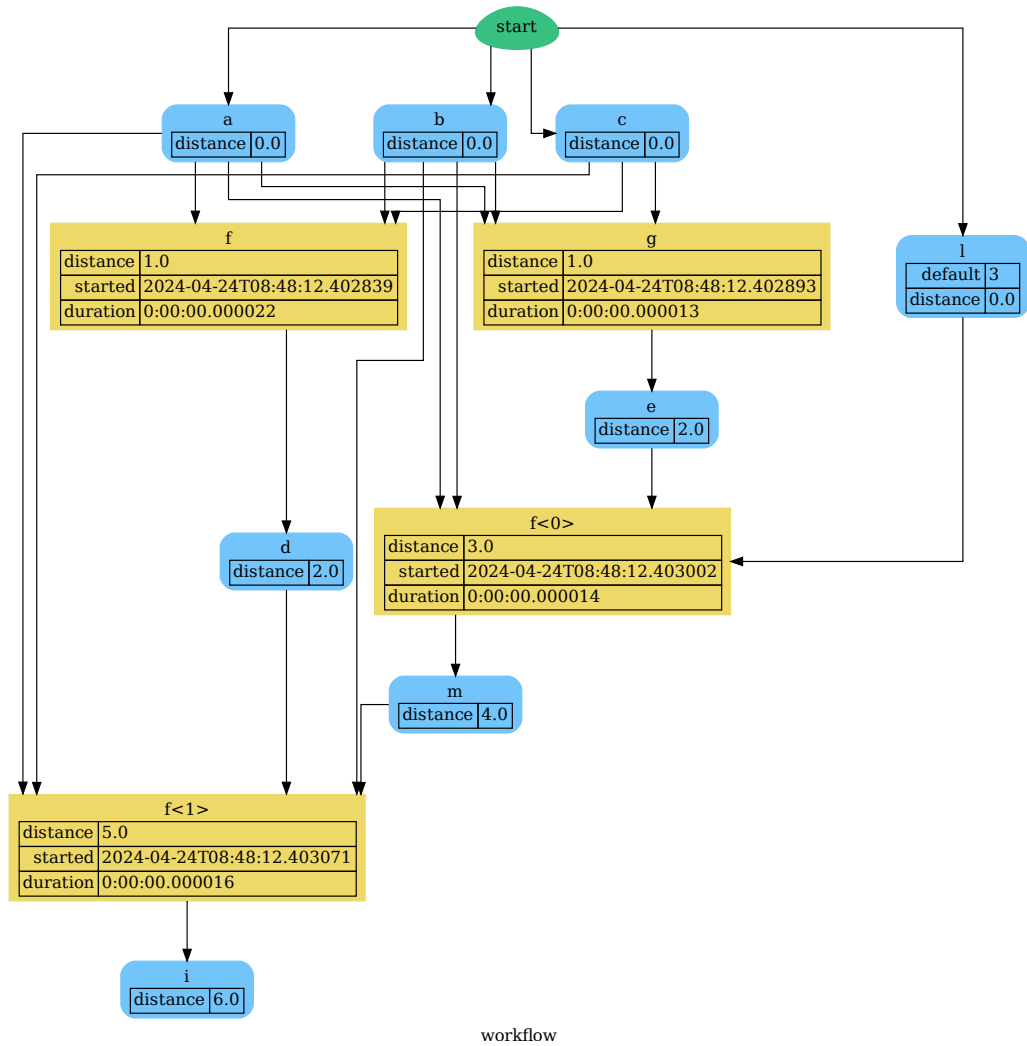 start
a
distance 0.0
b
distance 0.0
c
distance 0.0
f
distance 1.0
started 2024-04-24T08:48:12.402839
duration 0:00:00.000022
g
distance 1.0
started 2024-04-24T08:48:12.402893
duration 0:00:00.000013
l
default 3
distance 0.0
e
distance 2.0
f<0>
distance 3.0
started 2024-04-24T08:48:12.403002
duration 0:00:00.000014
d
distance 2.0
m
distance 4.0
f<1>
distance 5.0
started 2024-04-24T08:48:12.403071
duration 0:00:00.000016
i
distance 6.0
workflow